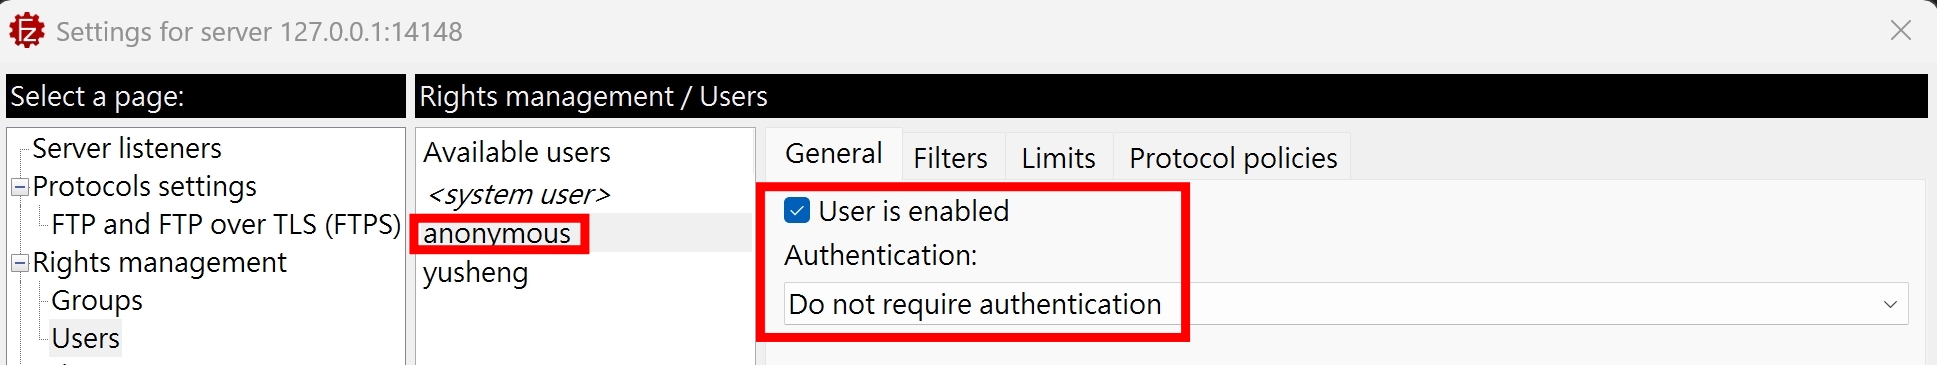 Settings for server 127.0.0.1:14148
Select a page:
Server listeners
Protocols settings
FTP and FTP over TLS (FTPS)
Rights management
Groups
Users
Rights management / Users
Available users
<system user>
anonymous
yusheng
General Filters Limits Protocol policies
User is enabled
Authentication:
Do not require authentication